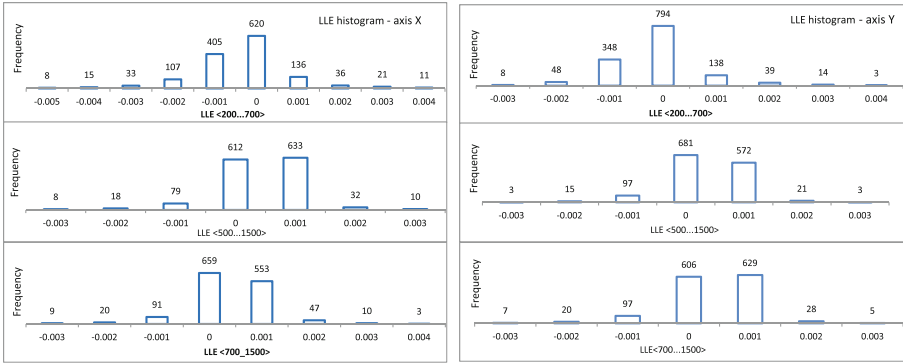 LLE histogram - axis X
Frequency
8 15 33 107 405 620 136 36 21 11
-0.005 -0.004 -0.003 -0.002 -0.001 0 0.001 0.002 0.003 0.004
LLE <200...700>
Frequency
8 18 79 612 633 32 10
-0.003 -0.002 -0.001 0 0.001 0.002 0.003
LLE <500...1500>
Frequency
9 20 91 659 553 47 10 3
-0.003 -0.002 -0.001 0 0.001 0.002 0.003 0.004
LLE <700_1500>
LLE histogram - axis Y
Frequency
8 48 348 794 138 39 14 3
-0.003 -0.002 -0.001 0 0.001 0.002 0.003 0.004
LLE <200...700>
Frequency
3 15 97 681 572 21 3
-0.003 -0.002 -0.001 0 0.001 0.002 0.003
LLE <500...1500>
Frequency
7 20 97 606 629 28 5
-0.003 -0.002 -0.001 0 0.001 0.002 0.003
LLE<700...1500>